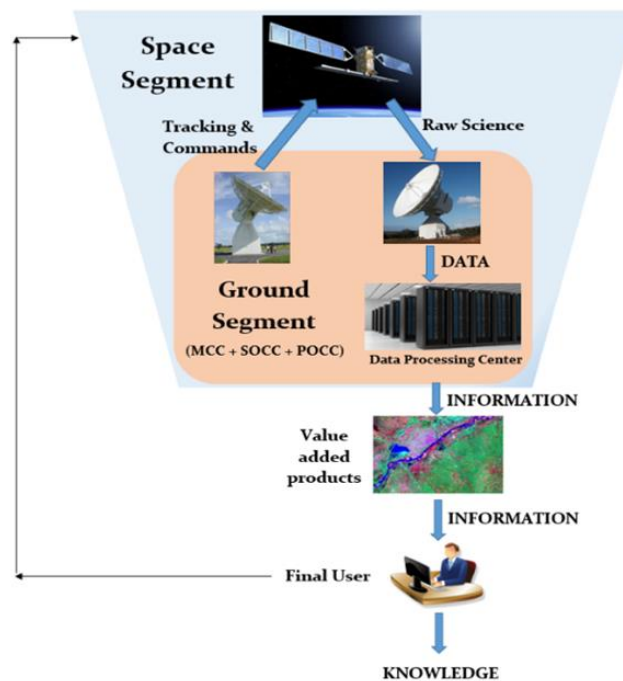 Space
Segment
Tracking &
Commands
Raw Science
DATA
Ground
Segment
(MCC + SOCC + POCC)
Data Processing Center
INFORMATION
Value
added
products
INFORMATION
Final User
KNOWLEDGE